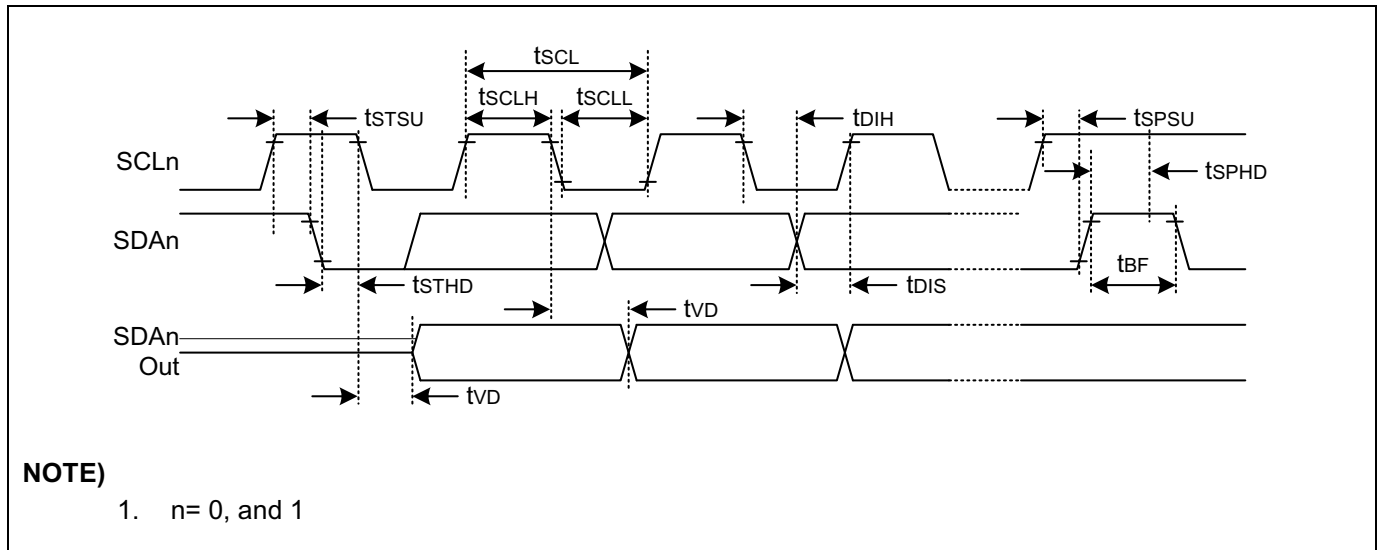 tSCL
tSCLH tSCLL
tSTSU tDIH tSPSU
SCLn
tSPHD
SDAn
tBF
tSTHD tDIS
tVD
SDAn
Out
tVD
NOTE)
1. n= 0, and 1